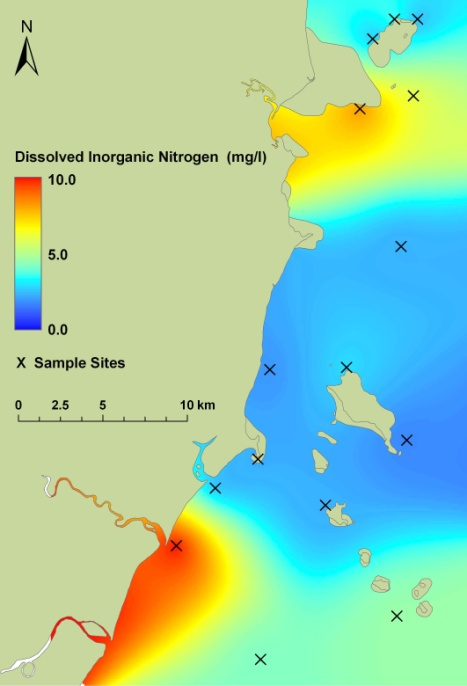 N
Dissolved Inorganic Nitrogen (mg/l)
10.0
5.0
0.0
X Sample Sites
0 2.5 5 10 km